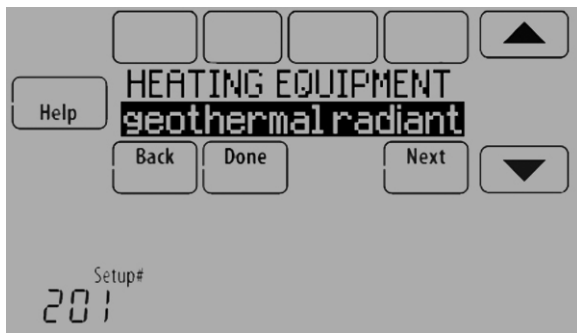 HEATING EQUIPMENT
Help
geothermal radiant
Back Done Next
Setup#
201